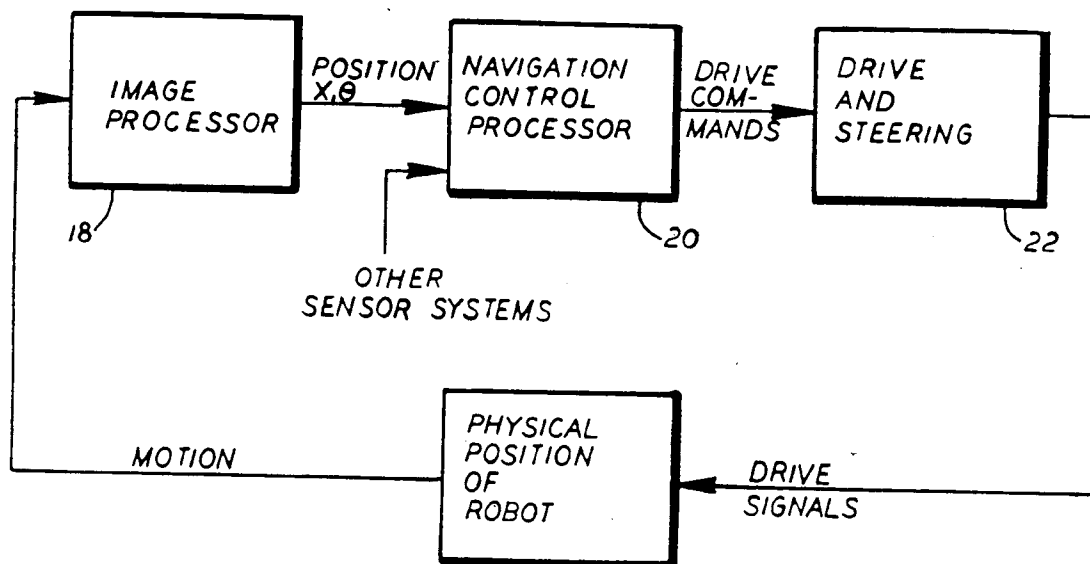 IMAGE
PROCESSOR
POSITION
X,Θ
NAVIGATION
CONTROL
PROCESSOR
DRIVE
COM-
MANDS
DRIVE
AND
STEERING
18
20
22
OTHER
SENSOR SYSTEMS
PHYSICAL
POSITION
OF
ROBOT
MOTION
DRIVE
SIGNALS